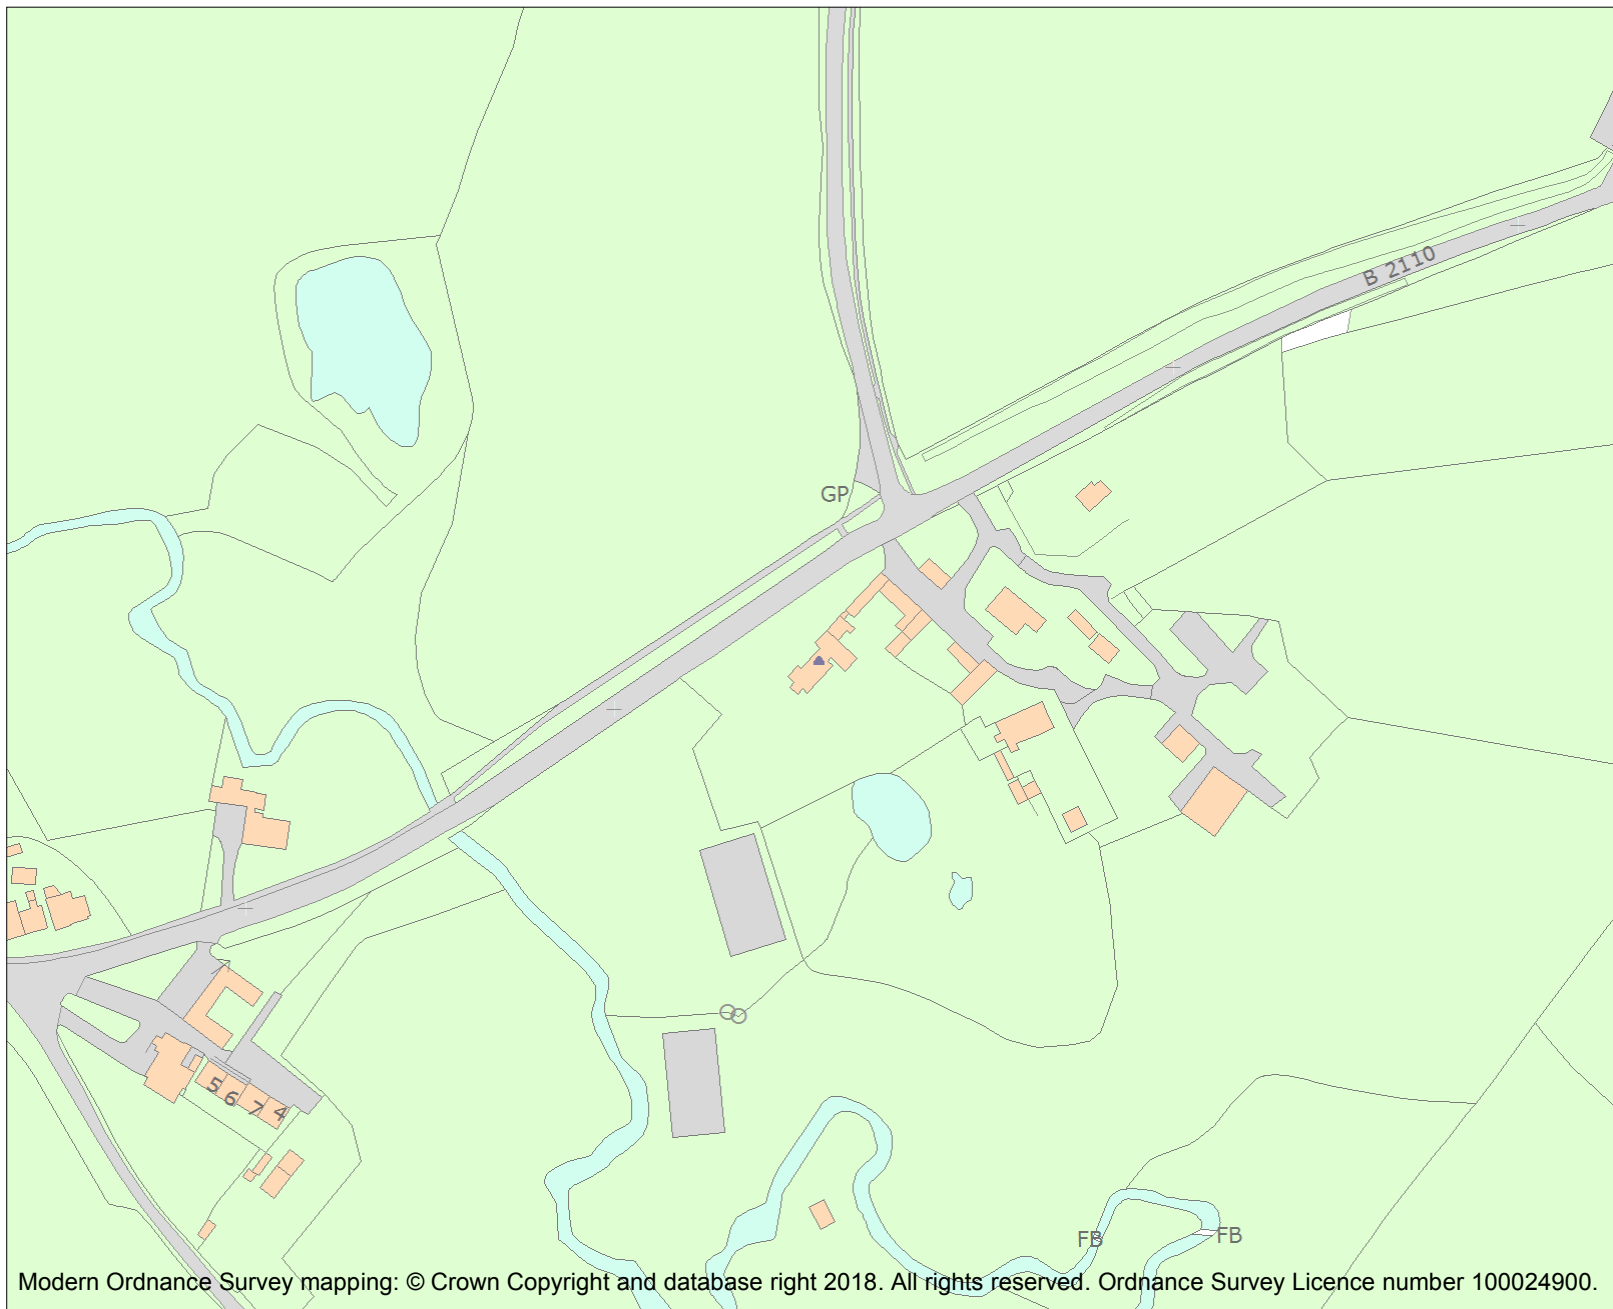 B 2110
GP
5
6
7
4
FB
FB
Modern Ordnance Survey mapping: © Crown Copyright and database right 2018. All rights reserved. Ordnance Survey Licence number 100024900.